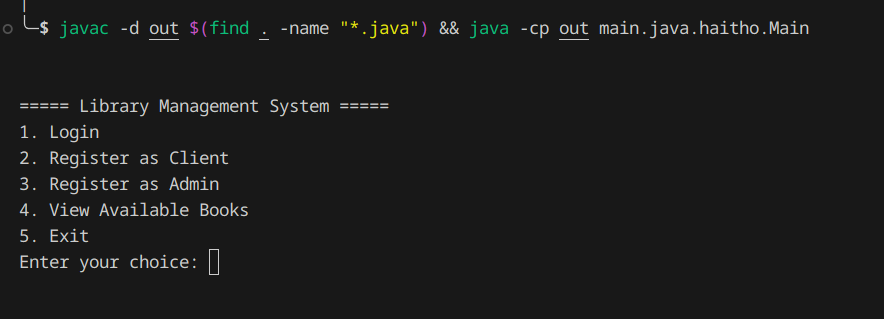 ╰─$ javac -d out $(find . -name "*.java") && java -cp out main.java.haitho.Main
===== Library Management System =====
1. Login
2. Register as Client
3. Register as Admin
4. View Available Books
5. Exit
Enter your choice: